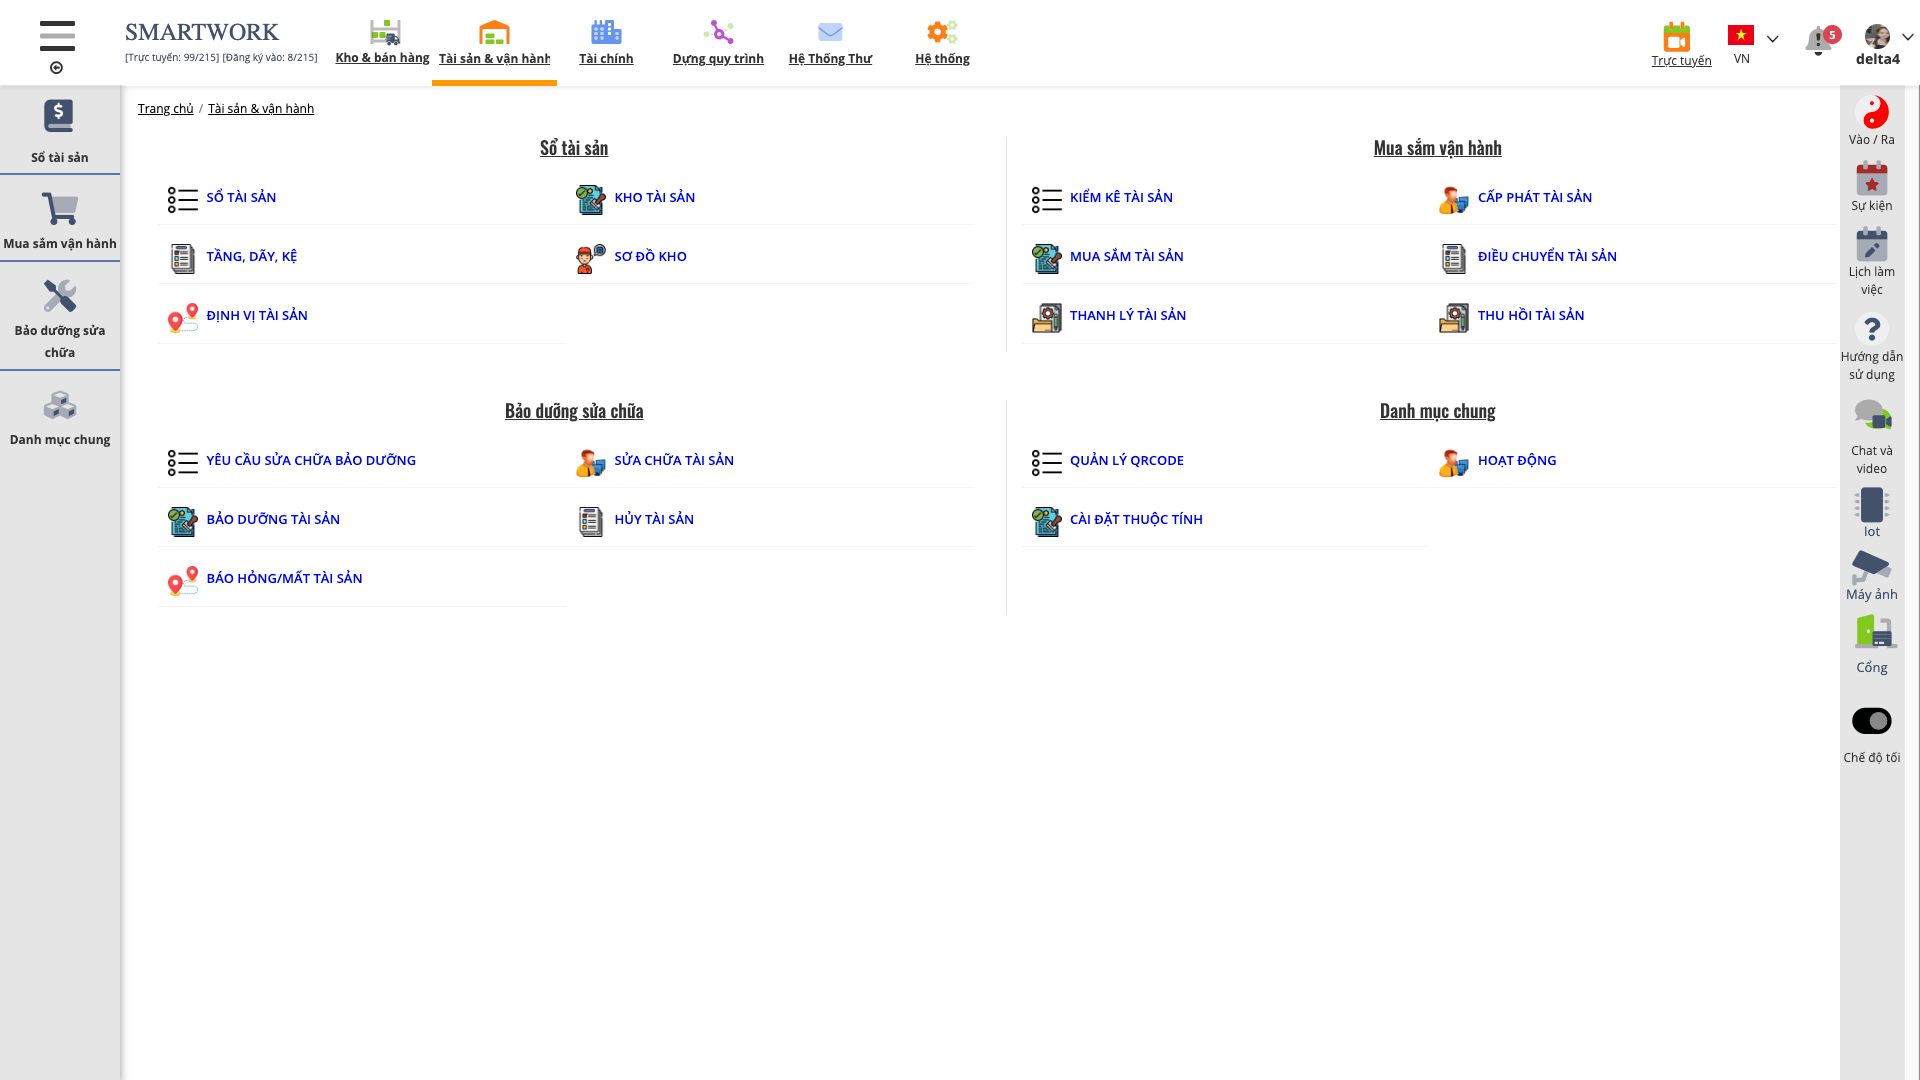 SMARTWORK
[Trực tuyến: 99/215] [Đăng ký vào: 8/215]
Kho & bán hàng
Tài sản & vận hành
Tài chính
Dựng quy trình
Hệ Thống Thư
Hệ thống
Trực tuyến
VN
5
delta4
Sổ tài sản
Mua sắm vận hành
Bảo dưỡng sửa
chữa
Danh mục chung
Trang chủ / Tài sản & vận hành
Sổ tài sản
SỔ TÀI SẢN
KHO TÀI SẢN
TẦNG, DÃY, KỆ
SƠ ĐỒ KHO
ĐỊNH VỊ TÀI SẢN
Mua sắm vận hành
KIỂM KÊ TÀI SẢN
CẤP PHÁT TÀI SẢN
MUA SẮM TÀI SẢN
ĐIỀU CHUYỂN TÀI SẢN
THANH LÝ TÀI SẢN
THU HỒI TÀI SẢN
Bảo dưỡng sửa chữa
YÊU CẦU SỬA CHỮA BẢO DƯỠNG
SỬA CHỮA TÀI SẢN
BẢO DƯỠNG TÀI SẢN
HỦY TÀI SẢN
BÁO HỎNG/MẤT TÀI SẢN
Danh mục chung
QUẢN LÝ QRCODE
HOẠT ĐỘNG
CÀI ĐẶT THUỘC TÍNH
Vào / Ra
Sự kiện
Lịch làm
việc
Hướng dẫn
sử dụng
Chat và
video
Iot
Máy ảnh
Cổng
Chế độ tối